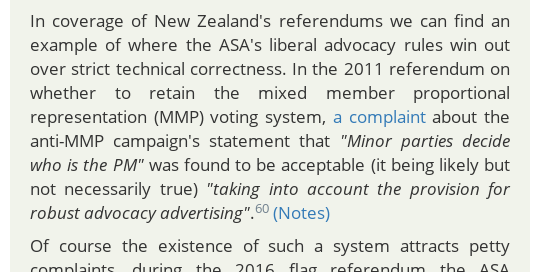 In coverage of New Zealand's referendums we can find an
example of where the ASA's liberal advocacy rules win out
over strict technical correctness. In the 2011 referendum on
whether to retain the mixed member proportional
representation (MMP) voting system, a complaint about the
anti-MMP campaign's statement that "Minor parties decide
who is the PM" was found to be acceptable (it being likely but
not necessarily true) "taking into account the provision for
robust advocacy advertising".60 (Notes)
Of course the existence of such a system attracts petty
complaints, during the 2016 flag referendum the ASA